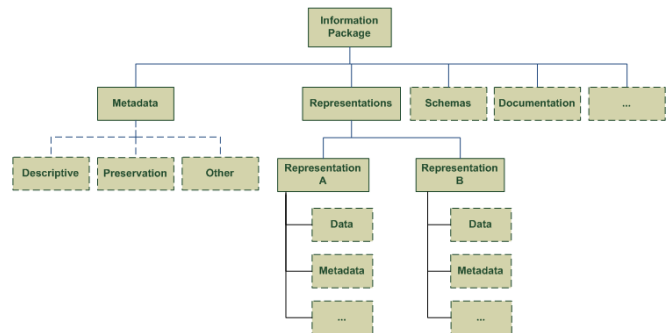 Information
Package
Metadata
Representations
Schemas
Documentation
...
Descriptive
Preservation
Other
Representation
A
Representation
B
Data
Data
Metadata
Metadata
...
...